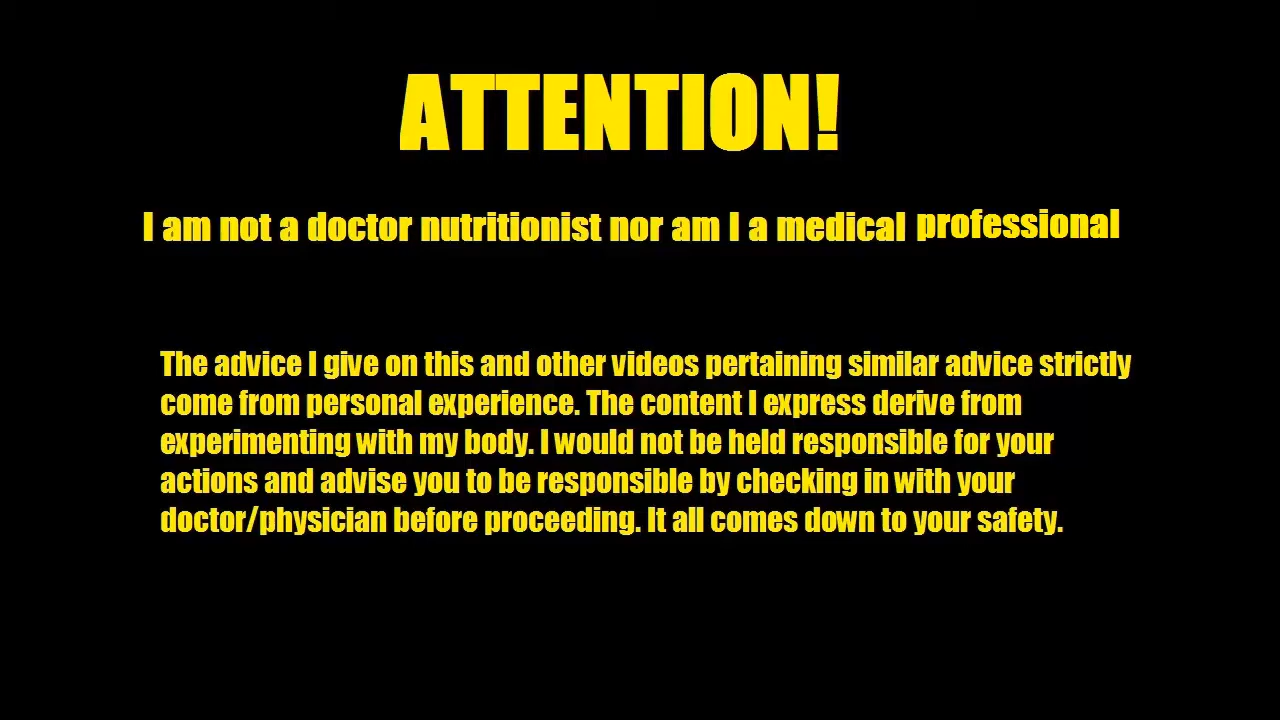 ATTENTION!
I am not a doctor nutritionist nor am I a medical professional
The advice I give on this and other videos pertaining similar advice strictly
come from personal experience. The content I express derive from
experimenting with my body. I would not be held responsible for your
actions and advise you to be responsible by checking in with your
doctor/physician before proceeding. It all comes down to your safety.